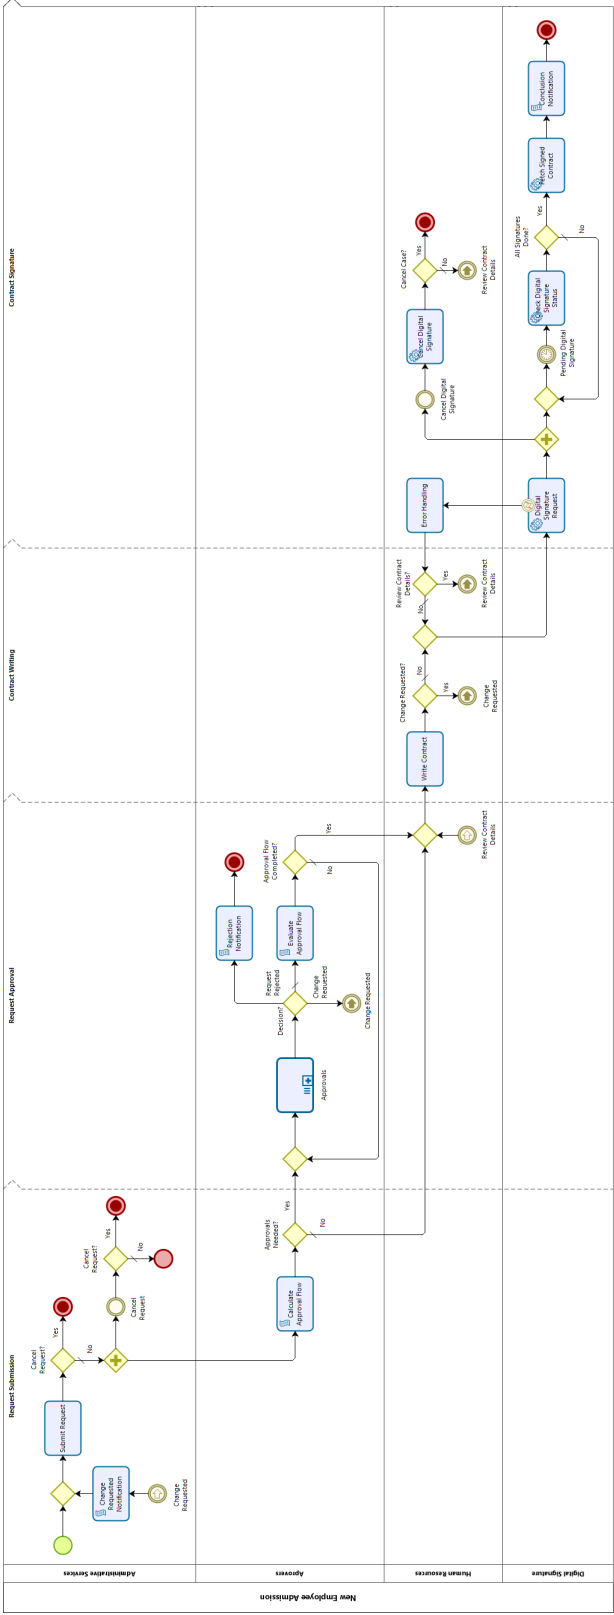 New Employee Admission
Administrative Services
Aprovers
Human Resources
Digital Signature
Request Submission
Request Approval
Contract Writing
Contract Signature
Change
Requested
Change
Requested
Notification
Submit Request
Cancel
Request?
Yes
No
Cancel
Request
Cancel
Request?
Yes
No
Calculate
Approval Flow
Approvals
Needed?
Yes
No
Approvals
Decision?
Request
Rejected
Change
Requested
Change Requested
Rejection
Notification
Evaluate
Approval Flow
Approval Flow
Completed?
Yes
No
Review Contract
Details
Write Contract
Change Requested?
No
Yes
Change
Requested
Review Contract
Details?
No
Yes
Review Contract
Details
Error Handling
Digital
Signature
Request
Cancel Digital
Signature
Cancel Digital
Signature
Cancel Case?
Yes
No
Review Contract
Details
Pending Digital
Signature
Check Digital
Signature
Status
All Signatures
Done?
Yes
No
Fetch Signed
Contract
Conclusion
Notification